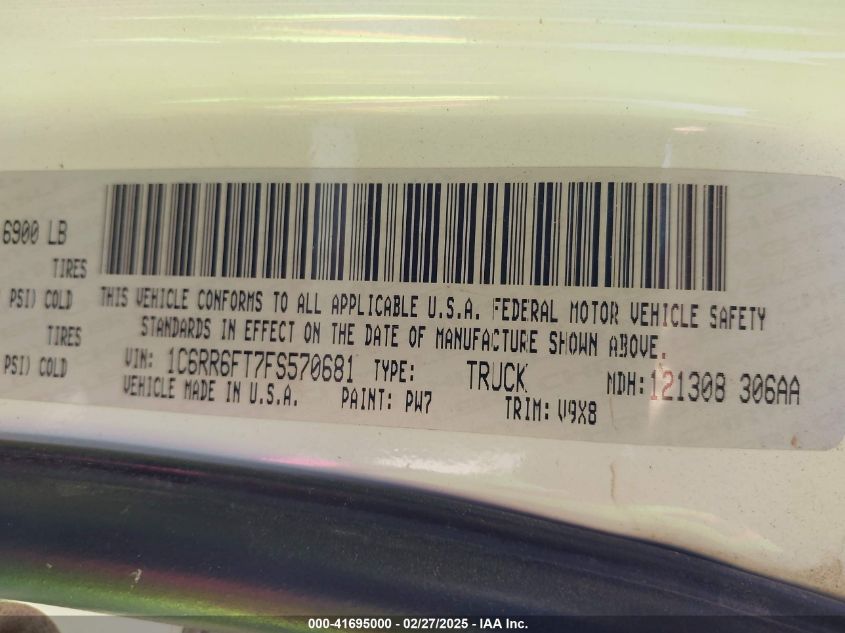 6900 LB
TIRES
PSI) COLD
TIRES
PSI) COLD
THIS VEHICLE CONFORMS TO ALL APPLICABLE U.S.A. FEDERAL MOTOR VEHICLE SAFETY
STANDARDS IN EFFECT ON THE DATE OF MANUFACTURE SHOWN ABOVE.
VIN: 1C6RR6FT7FS570681 TYPE: TRUCK MDH:121308 306AA
VEHICLE MADE IN U.S.A. PAINT: PW7 TRIM: V9X8
000-41695000 / 02/27/2025 - IAA Inc.